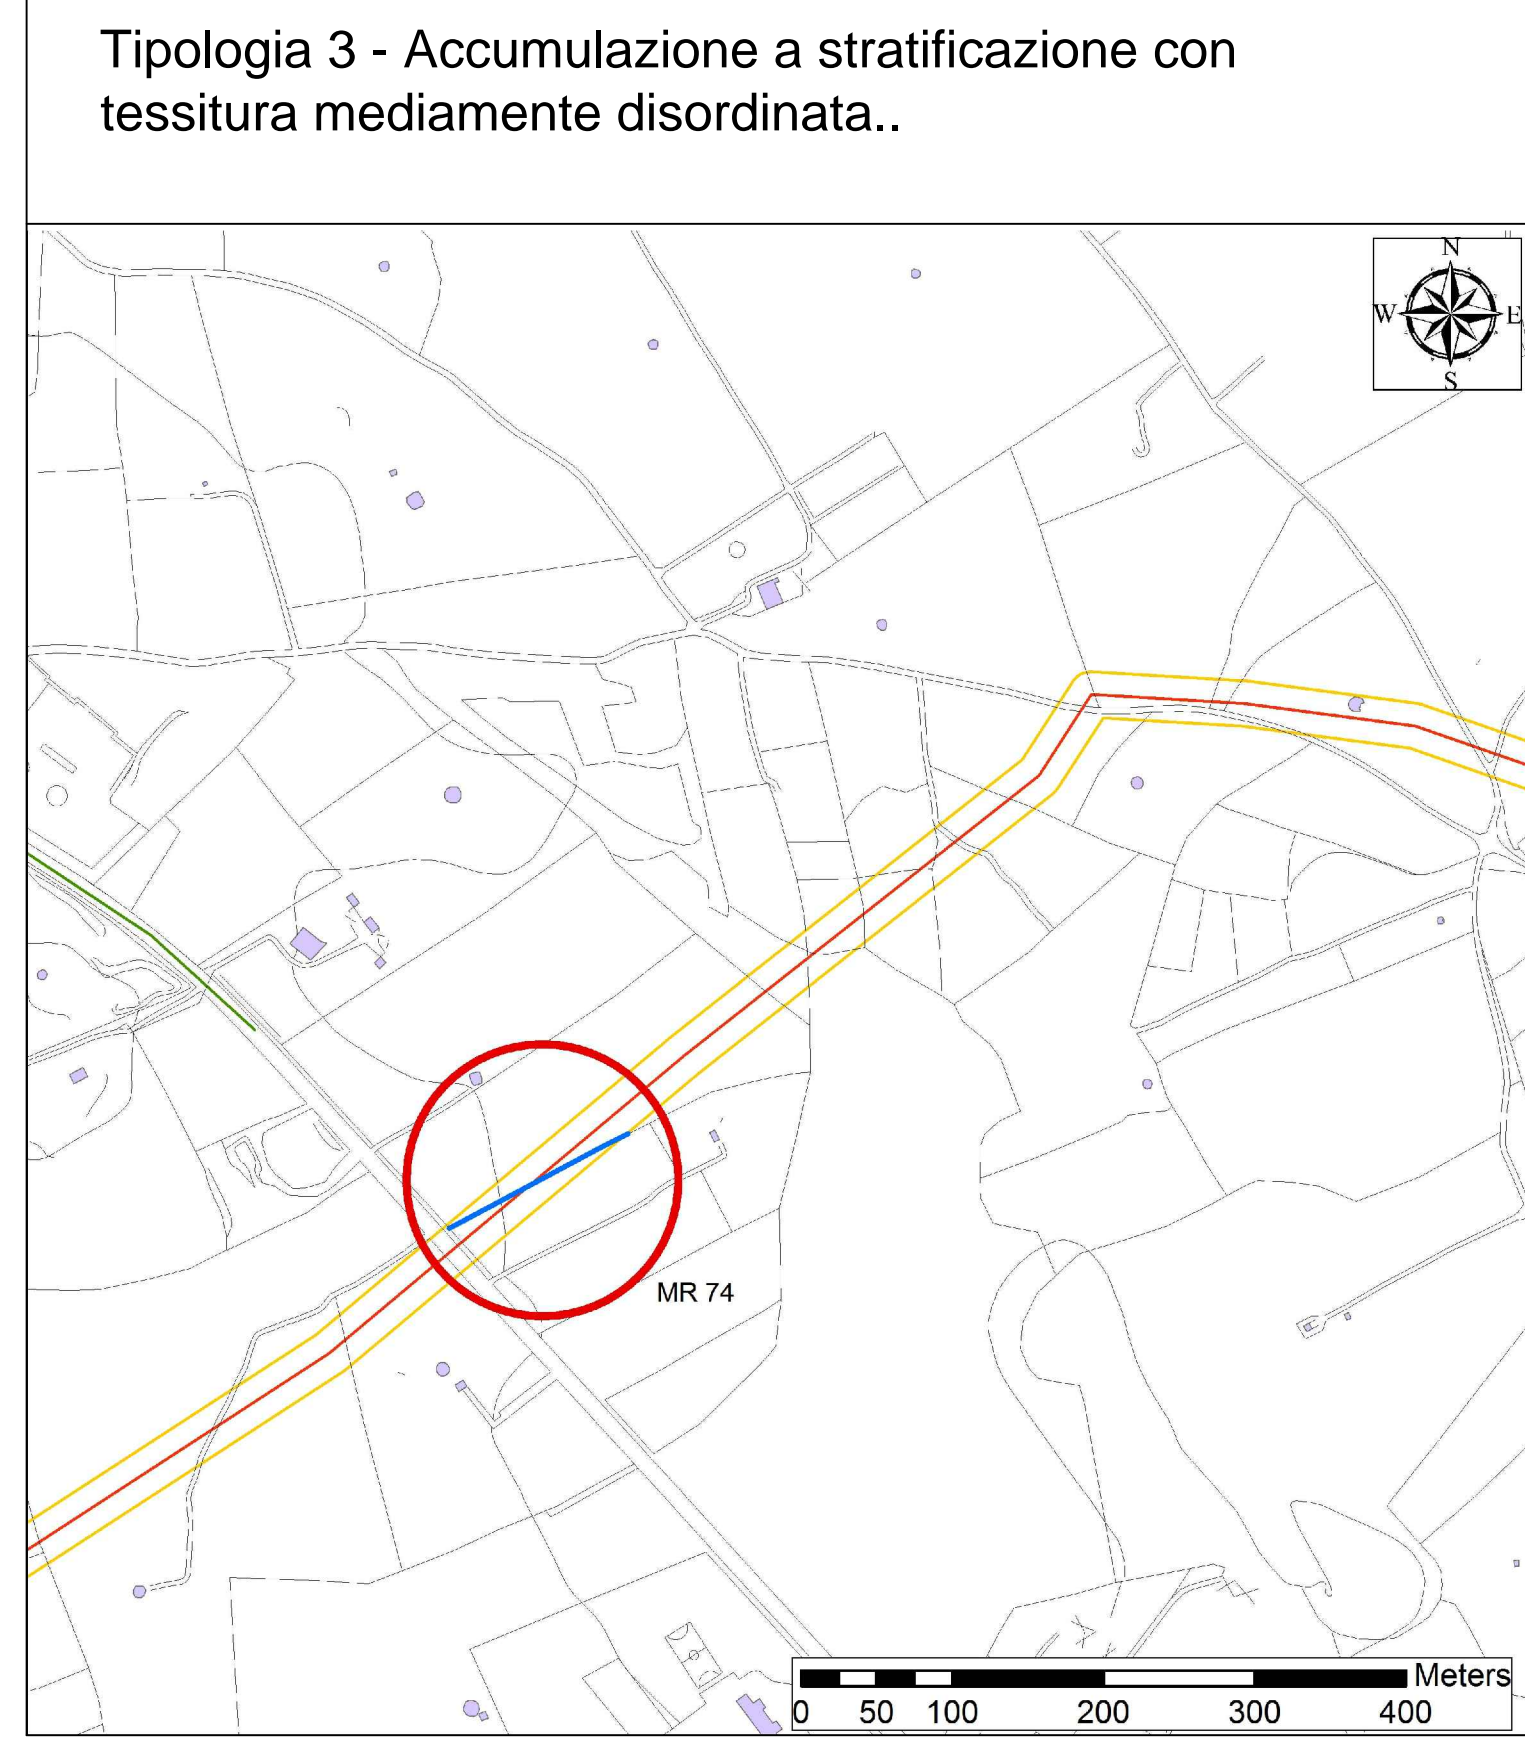 Tipologia 3 - Accumulazione a stratificazione con
tessitura mediamente disordinata..
N
W E
S
MR 74
Meters
0 50 100 200 300 400